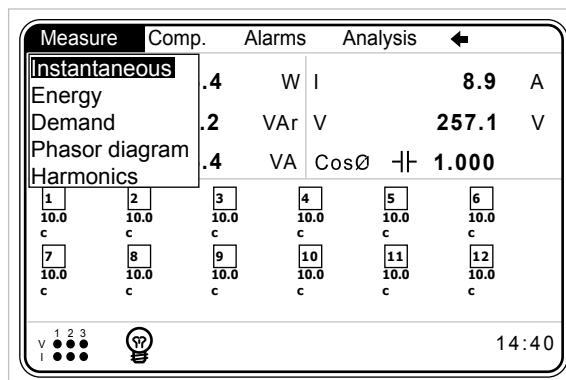 Measure Comp. Alarms Analysis
Instantaneous
Energy
Demand
Phasor diagram
Harmonics
.4 W I 8.9 A
.2 VAr V 257.1 V
.4 VA CosØ 1.000
1 2 3 4 5 6
10.0 10.0 10.0 10.0 10.0 10.0
c c c c c c
7 8 9 10 11 12
10.0 10.0 10.0 10.0 10.0 10.0
c c c c c c
1 2 3
V
I
14:40